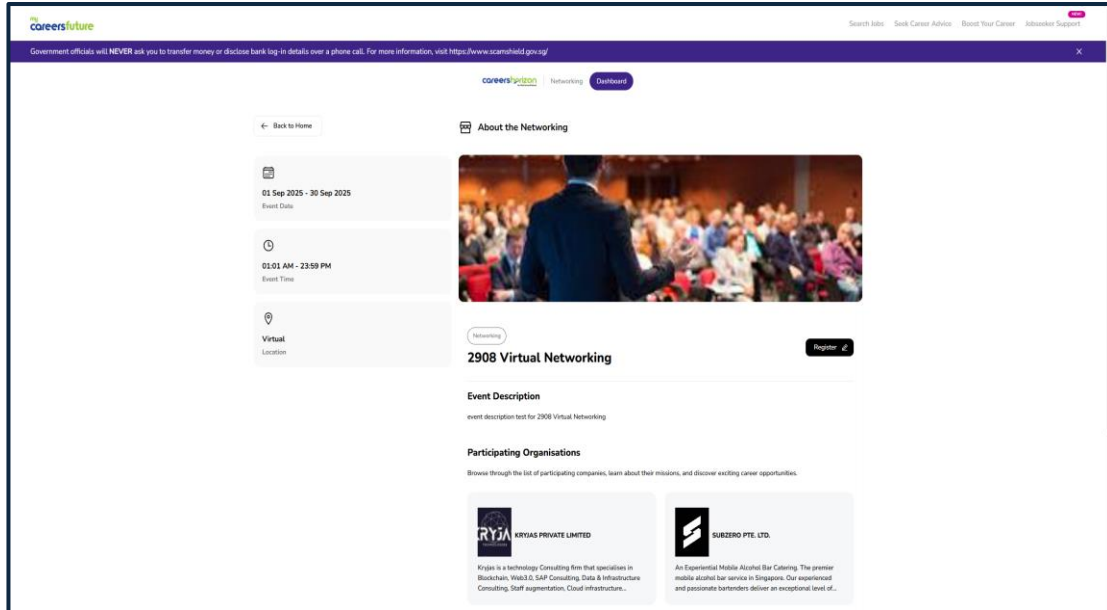 my
careersfuture
Search Jobs Seek Career Advice Boost Your Career Jobseeker Support
NEW!
Government officials will NEVER ask you to transfer money or disclose bank log-in details over a phone call. For more information, visit https://www.scamshield.gov.sg/ X
careershorizon Networking Dashboard
← Back to Home
About the Networking
01 Sep 2025 - 30 Sep 2025
Event Date
01:01 AM - 23:59 PM
Event Time
Virtual
Location
Networking
2908 Virtual Networking
Register
Event Description
event description test for 2908 Virtual Networking
Participating Organisations
Browse through the list of participating companies, learn about their missions, and discover exciting career opportunities.
KRYJA
KRYJAS PRIVATE LIMITED
Kryjas is a technology Consulting firm that specialises in
Blockchain, Web3.0, SAP Consulting, Data & Infrastructure
Consulting, Staff augmentation, Cloud infrastructure...
SUBZERO PTE. LTD.
An Experiential Mobile Alcohol Bar Catering. The premier
mobile alcohol bar service in Singapore. Our experienced
and passionate bartenders deliver an exceptional level of...